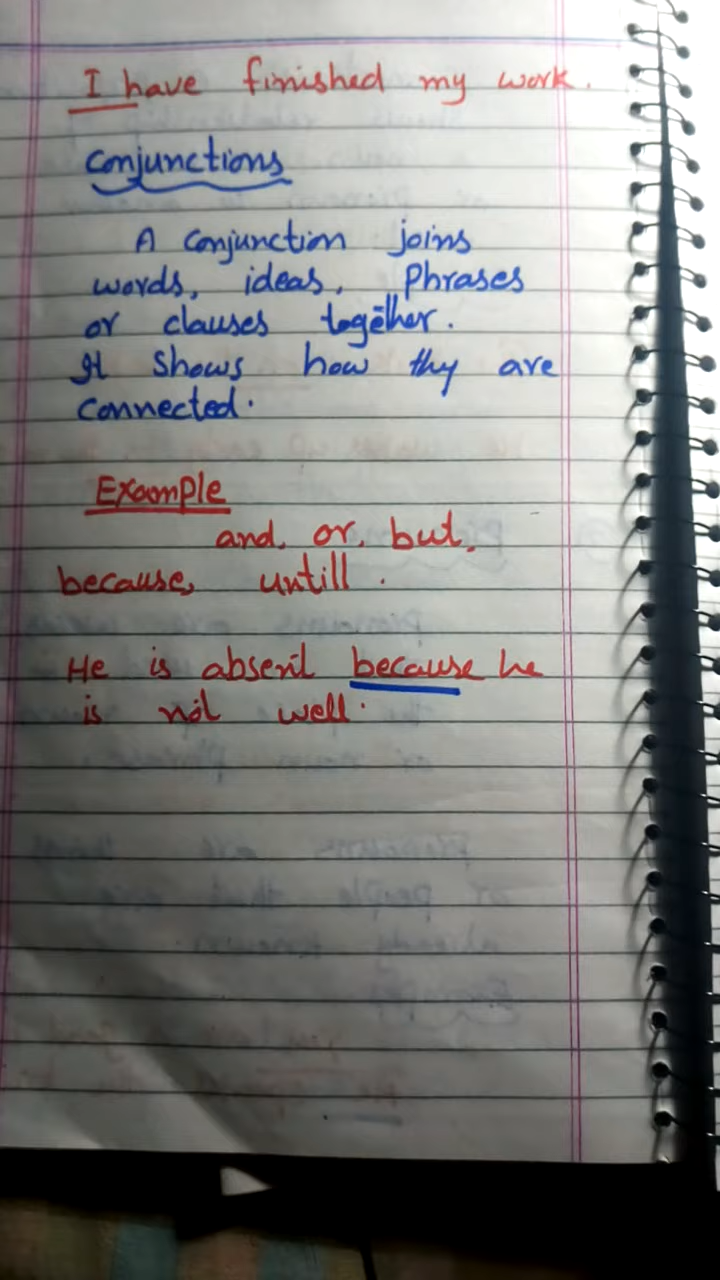 I have finished my work.
Conjunctions
A conjunction joins
words, ideas, Phrases
or clauses together.
It shows how thy are
connected.
Example
and, or, but,
because, untill.
He is absent because he
is not well.